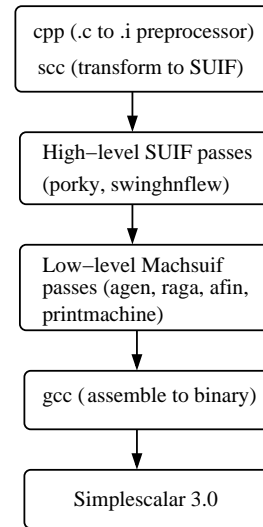 cpp (.c to .i preprocessor)
scc (transform to SUIF)
High–level SUIF passes
(porky, swinghnflew)
Low–level Machsuif
passes (agen, raga, afin,
printmachine)
gcc (assemble to binary)
Simplescalar 3.0